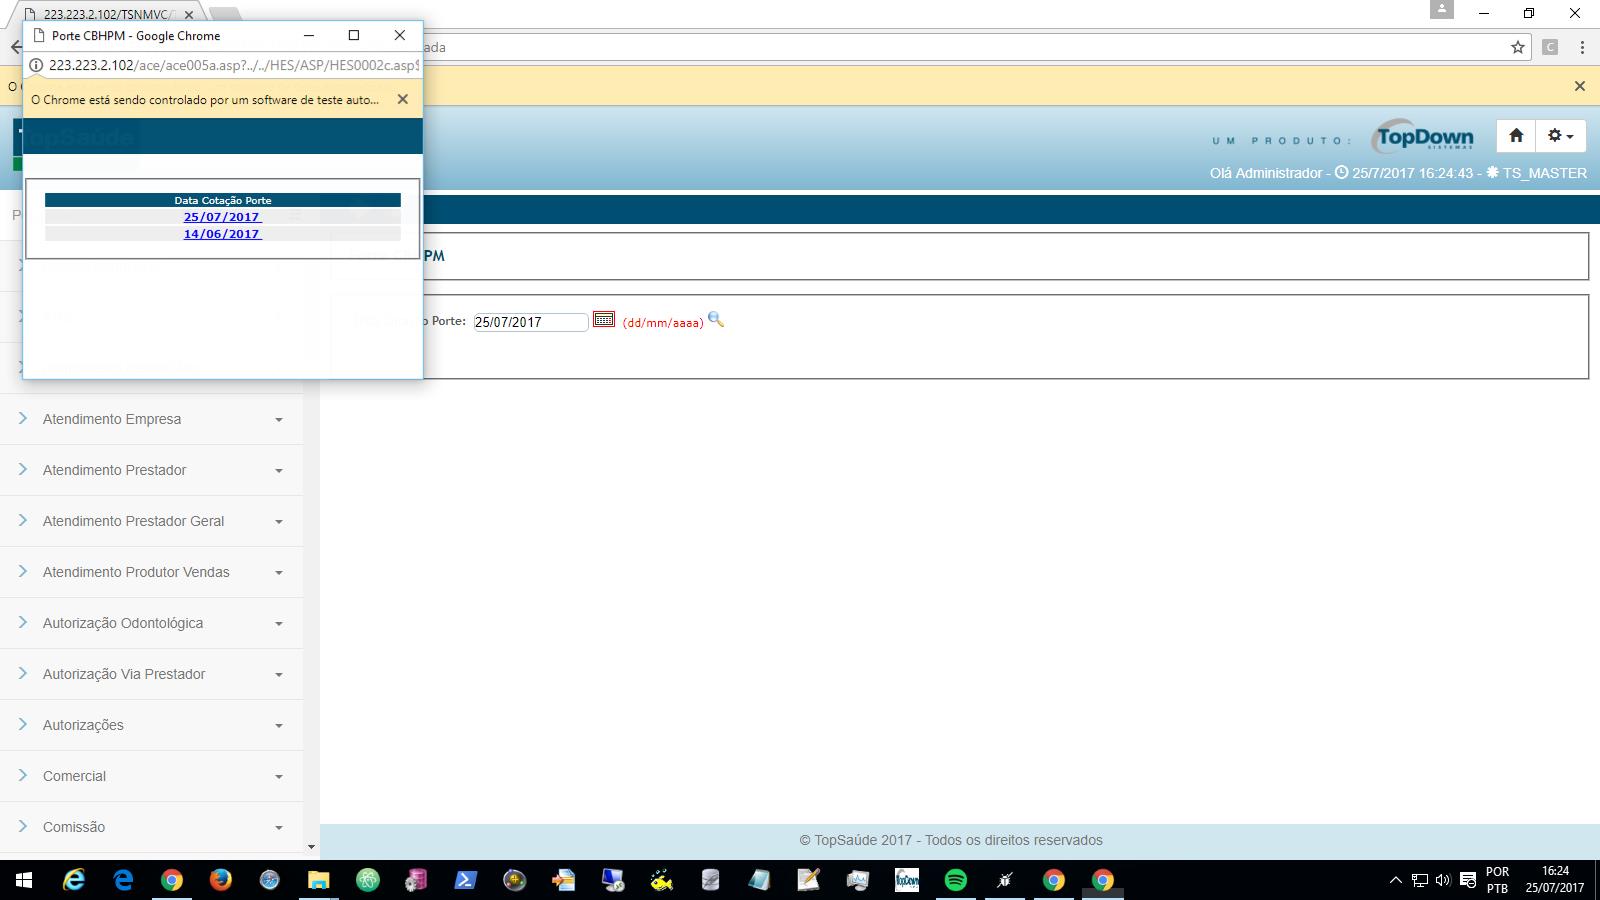 223.223.2.102/TSNMVC/
Porte CBHPM - Google Chrome
223.223.2.102/ace/ace005a.asp?../../HES/ASP/HES0002c.asp
ada
O Chrome está sendo controlado por um software de teste auto...
TopSaúde
UM PRODUTO:
TopDown
SISTEMAS
Olá Administrador - 25/7/2017 16:24:43 - TS_MASTER
Data Cotação Porte
25/07/2017
14/06/2017
PM
Porte:
25/07/2017
(dd/mm/aaaa)
Atendimento Empresa
Atendimento Prestador
Atendimento Prestador Geral
Atendimento Produtor Vendas
Autorização Odontológica
Autorização Via Prestador
Autorizações
Comercial
Comissão
© TopSaúde 2017 - Todos os direitos reservados
TopDown
POR
PTB
16:24
25/07/2017